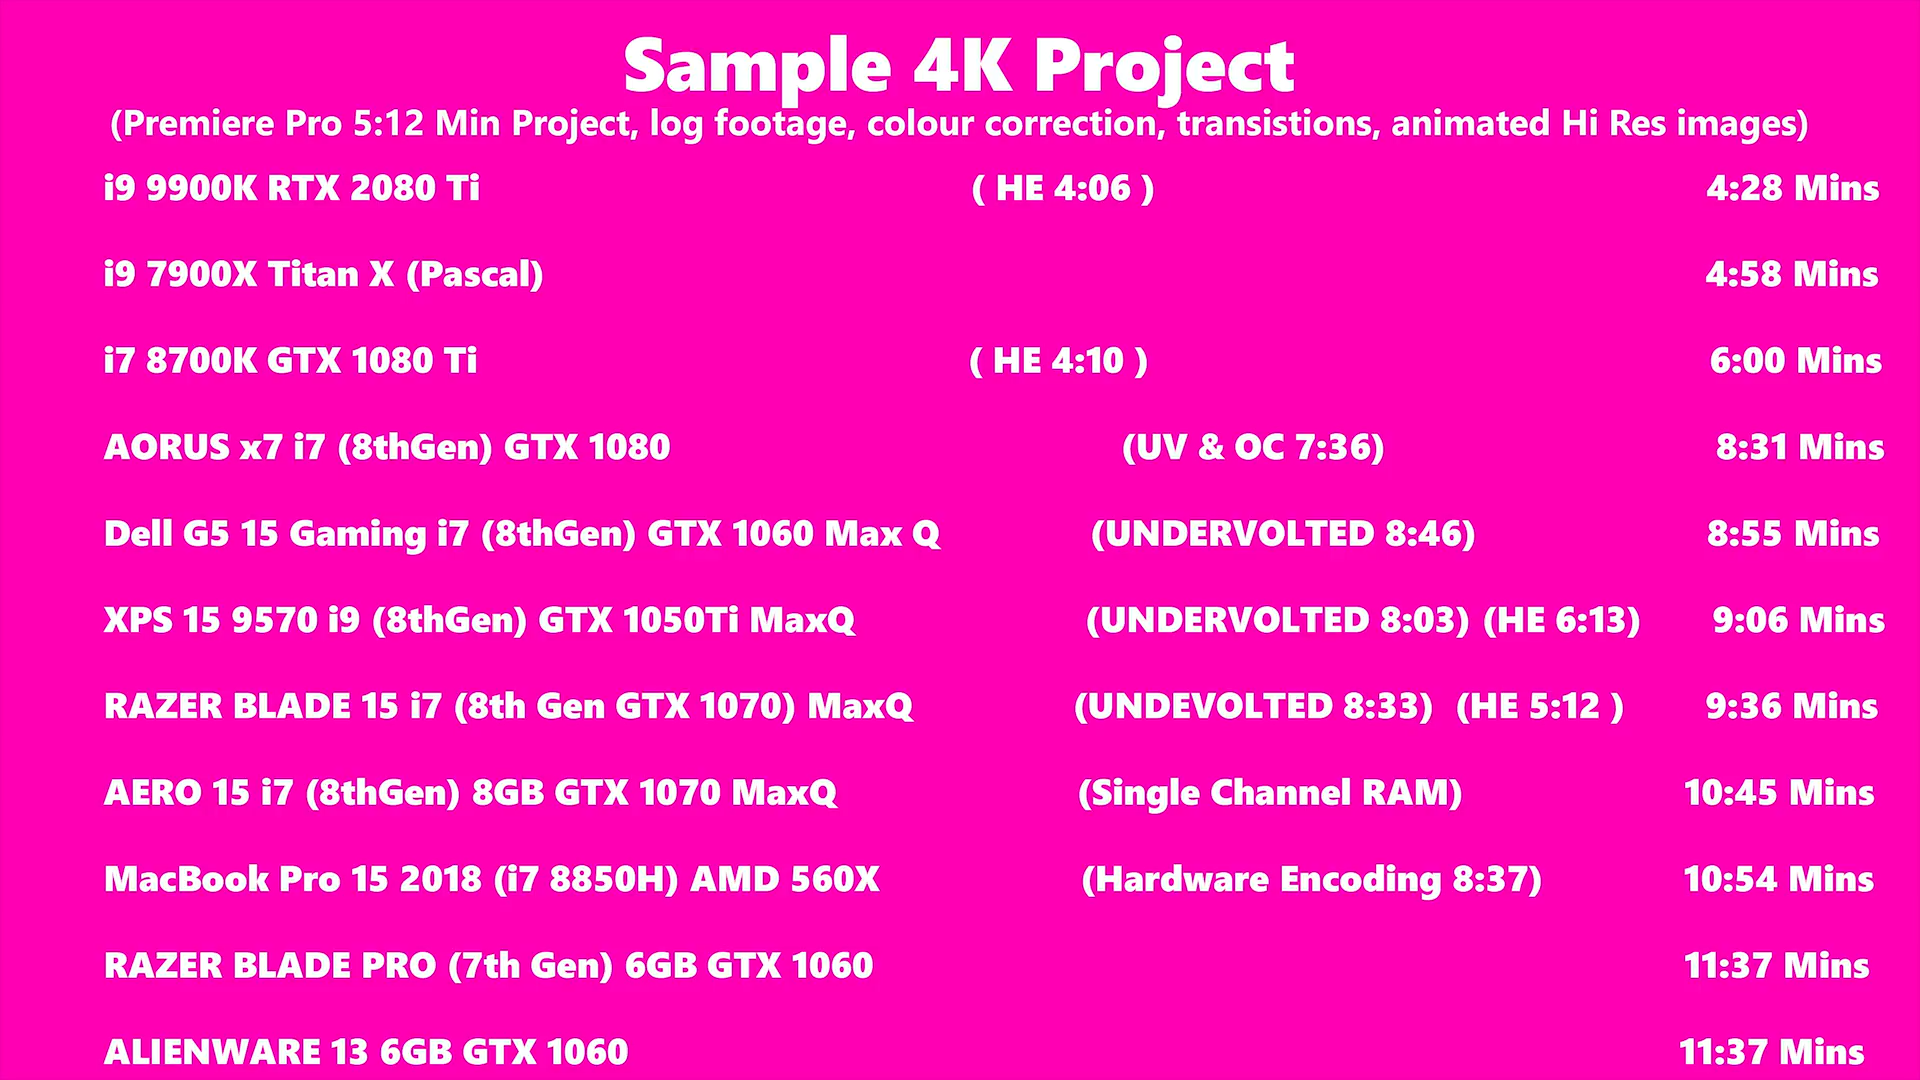 Sample 4K Project
(Premiere Pro 5:12 Min Project, log footage, colour correction, transistions, animated Hi Res images)
i9 9900K RTX 2080 Ti ( HE 4:06 ) 4:28 Mins
i9 7900X Titan X (Pascal) 4:58 Mins
i7 8700K GTX 1080 Ti ( HE 4:10 ) 6:00 Mins
AORUS x7 i7 (8thGen) GTX 1080 (UV & OC 7:36) 8:31 Mins
Dell G5 15 Gaming i7 (8thGen) GTX 1060 Max Q (UNDERVOLTED 8:46) 8:55 Mins
XPS 15 9570 i9 (8thGen) GTX 1050Ti MaxQ (UNDERVOLTED 8:03) (HE 6:13) 9:06 Mins
RAZER BLADE 15 i7 (8th Gen GTX 1070) MaxQ (UNDEVOLTED 8:33) (HE 5:12 ) 9:36 Mins
AERO 15 i7 (8thGen) 8GB GTX 1070 MaxQ (Single Channel RAM) 10:45 Mins
MacBook Pro 15 2018 (i7 8850H) AMD 560X (Hardware Encoding 8:37) 10:54 Mins
RAZER BLADE PRO (7th Gen) 6GB GTX 1060 11:37 Mins
ALIENWARE 13 6GB GTX 1060 11:37 Mins